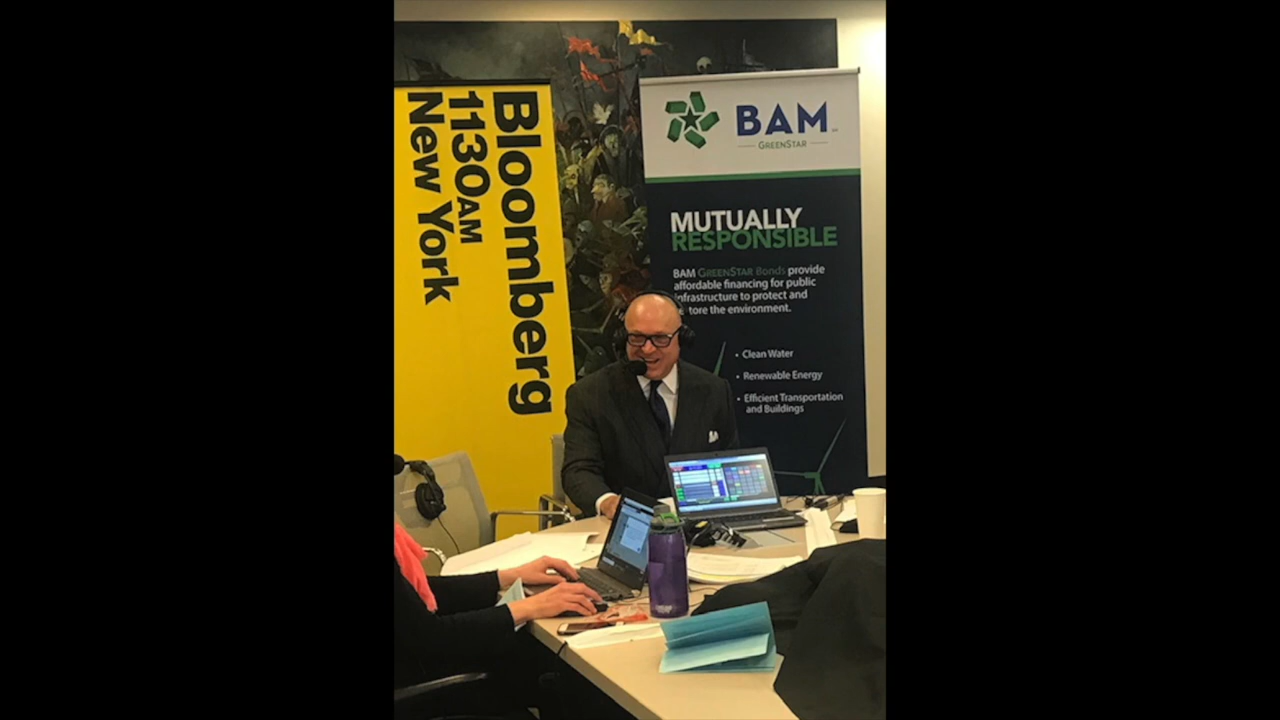 Bloomberg
1130AM
New York
BAM
GREENSTAR
MUTUALLY
RESPONSIBLE
BAM GREENSTAR Bonds provide
affordable financing for public
infrastructure to protect and
tore the environment.
• Clean Water
• Renewable Energy
• Efficient Transportation
and Buildings